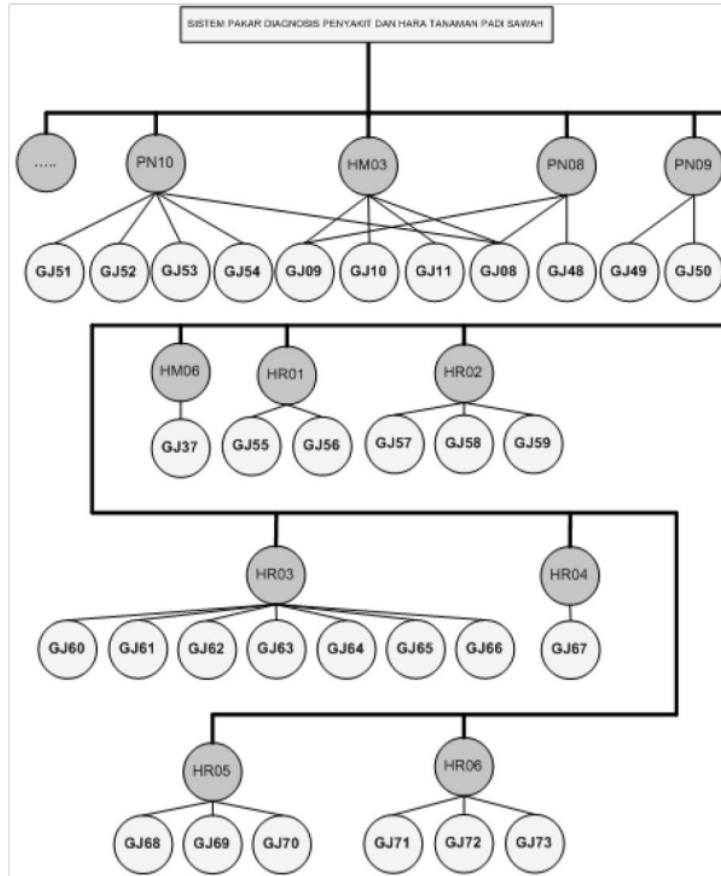 SISTEM PAKAR DIAGNOSIS PENYAKIT DAN HARA TANAMAN PADI SAWAH
..... PN10 HM03 PN08 PN09
GJ51 GJ52 GJ53 GJ54 GJ09 GJ10 GJ11 GJ08 GJ48 GJ49 GJ50
HM06 HR01 HR02
GJ37 GJ55 GJ56 GJ57 GJ58 GJ59
HR03 HR04
GJ60 GJ61 GJ62 GJ63 GJ64 GJ65 GJ66 GJ67
HR05 HR06
GJ68 GJ69 GJ70 GJ71 GJ72 GJ73